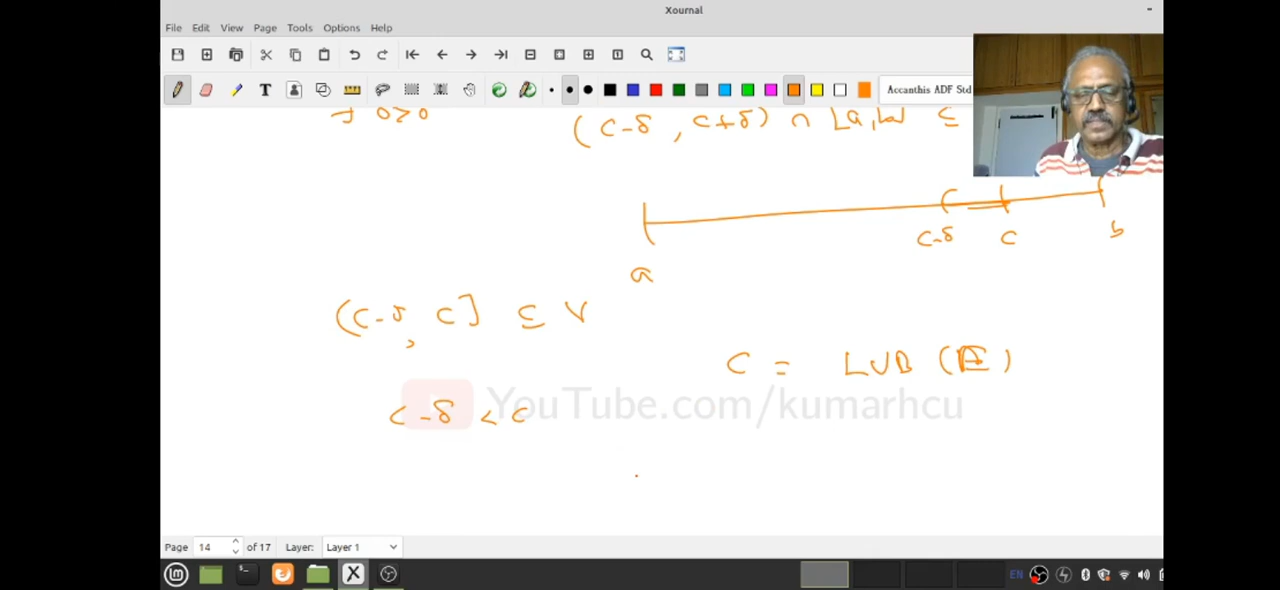 Xournal
File Edit View Page Tools Options Help
Accanthis ADF Std
∃ δ>0
(c-δ, c+δ) ∩ [a,b] ⊆
c-δ c b
a
(c-δ, c] ⊆ V
c = LUB (E)
YouTube.com/kumarhcu
c-δ < c
Page 14 of 17 Layer: Layer 1
EN